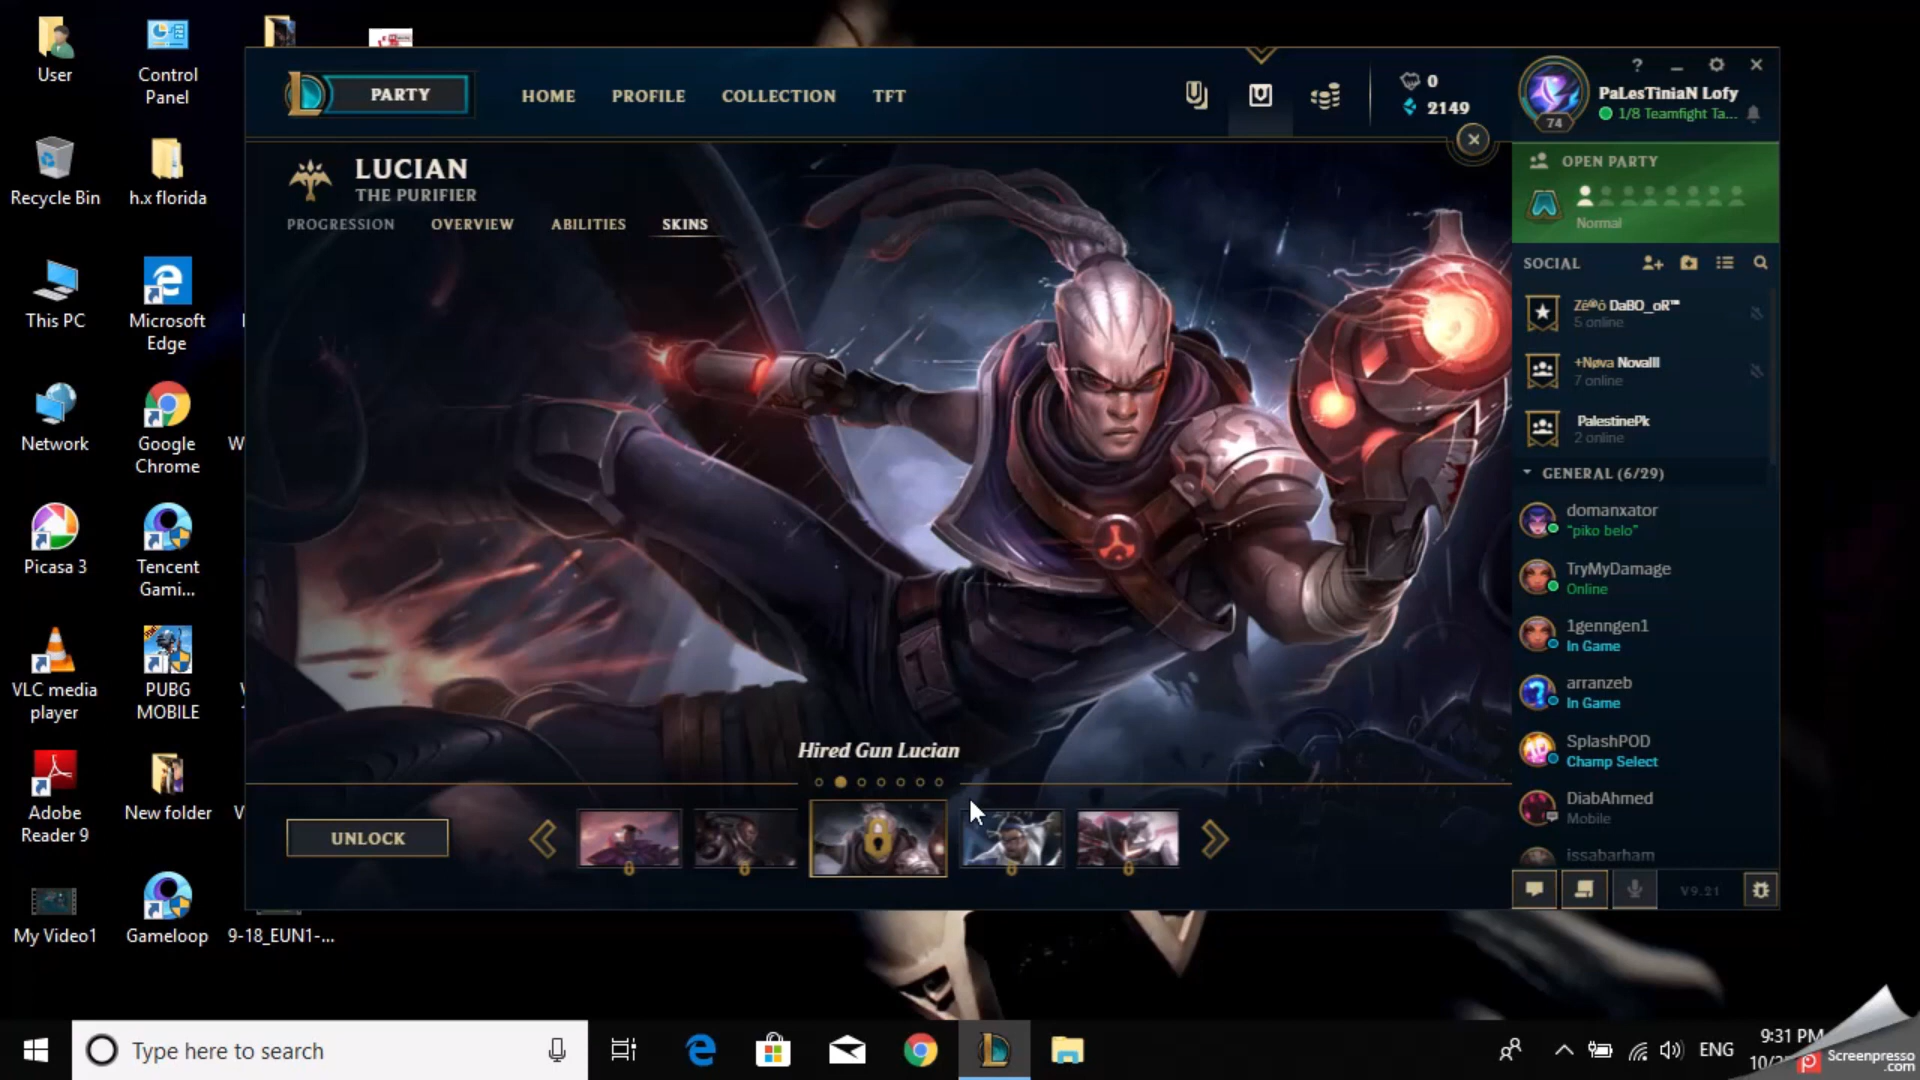 User
Control
Panel
Recycle Bin
h.x florida
This PC
Microsoft
Edge
Network
Google
Chrome
Picasa 3
Tencent
Gami...
VLC media
player
PUBG
MOBILE
Adobe
Reader 9
New folder
My Video1
Gameloop
9-18_EUN1-...
PARTY
HOME
PROFILE
COLLECTION
TFT
0
2149
?
PaLesTiniaN Lofy
74
1/8 Teamfight Ta...
LUCIAN
THE PURIFIER
PROGRESSION
OVERVIEW
ABILITIES
SKINS
OPEN PARTY
Normal
SOCIAL
Zé®ô DaBO_oR™
5 online
+Nøva NovaIII
7 online
PalestinePk
2 online
GENERAL (6/29)
domanxator
"piko belo"
TryMyDamage
Online
1genngen1
In Game
arranzeb
In Game
SplashPOD
Champ Select
DiabAhmed
Mobile
issabarham
V9.21
Hired Gun Lucian
UNLOCK
Type here to search
ENG
9:31 PM
Screenpresso
.com